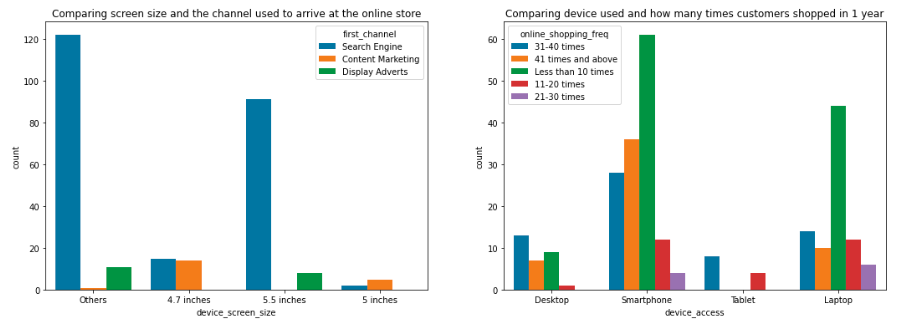 Comparing screen size and the channel used to arrive at the online store
first_channel
Search Engine
Content Marketing
Display Adverts
120
100
80
60
40
20
0
count
Others 4.7 inches 5.5 inches 5 inches
device_screen_size
Comparing device used and how many times customers shopped in 1 year
online_shopping_freq
31-40 times
41 times and above
Less than 10 times
11-20 times
21-30 times
60
50
40
30
20
10
0
count
Desktop Smartphone Tablet Laptop
device_access